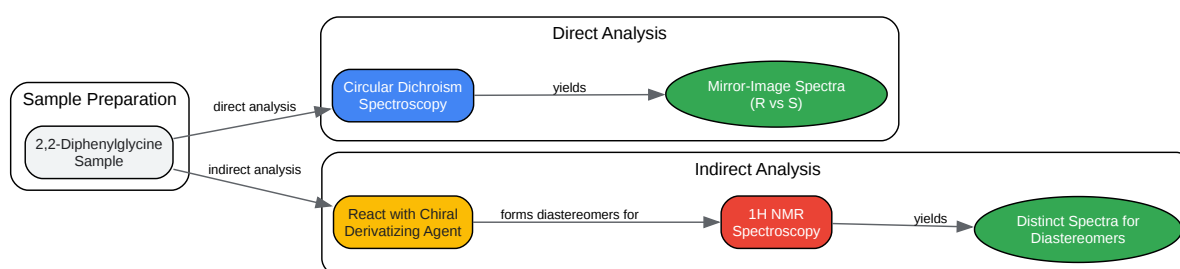 Direct Analysis
Sample Preparation
2,2-Diphenylglycine
Sample
direct analysis
Circular Dichroism
Spectroscopy
yields
Mirror-Image Spectra
(R vs S)
indirect analysis
Indirect Analysis
React with Chiral
Derivatizing Agent
forms diastereomers for
1H NMR
Spectroscopy
yields
Distinct Spectra for
Diastereomers